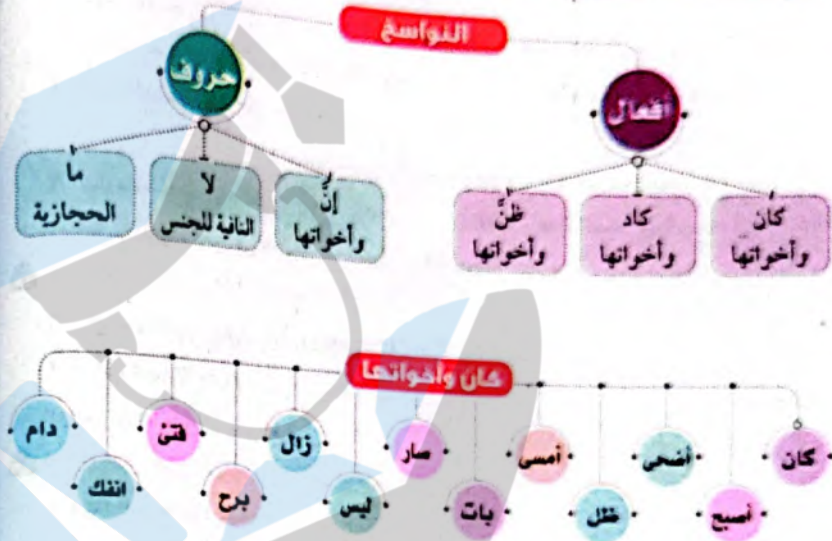 النواسخ
أفعال
حروف
كان
وأخواتها
كاد
وأخواتها
ظنَّ
وأخواتها
إنَّ
وأخواتها
لا
النافية للجنس
ما
الحجازية
كان وأخواتها
كان
أصبح
أضحى
ظل
أمسى
بات
صار
ليس
زال
برح
فتئ
انفك
دام